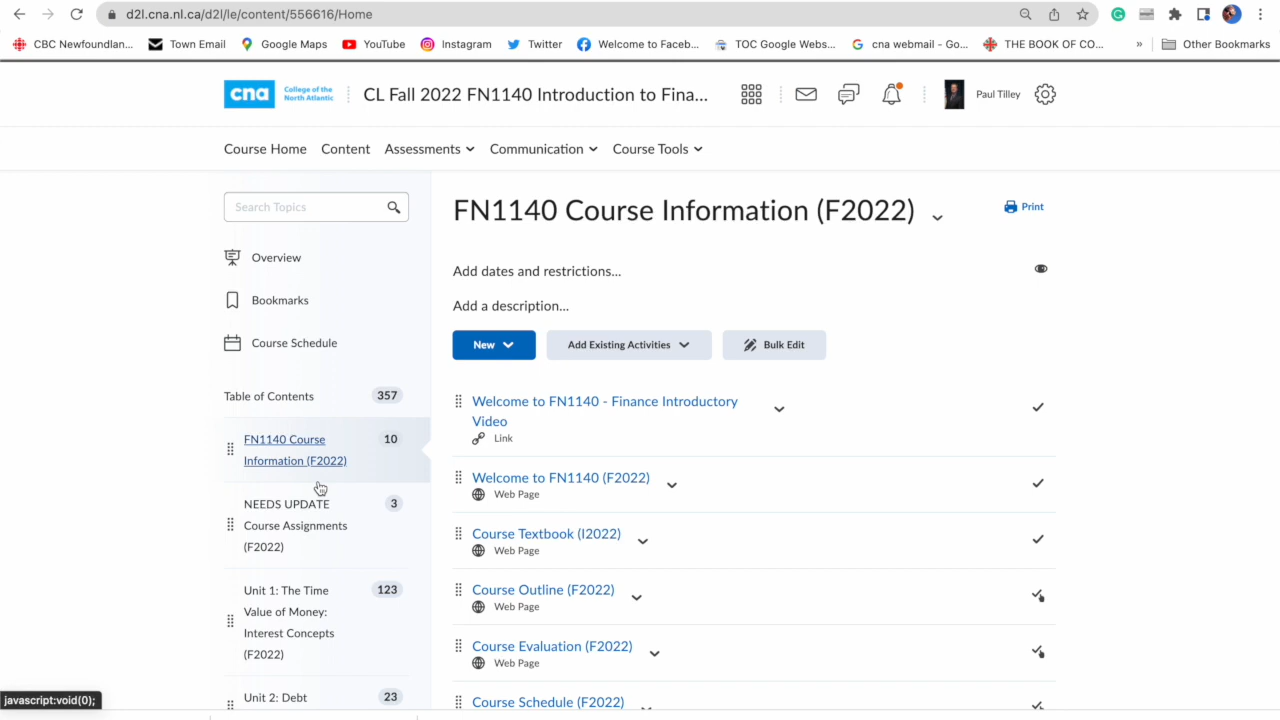 d2l.cna.nl.ca/d2l/le/content/556616/Home
CBC Newfoundlan... Town Email Google Maps YouTube Instagram Twitter Welcome to Faceb... TOC Google Webs... cna webmail - Go... THE BOOK OF CO... » Other Bookmarks
cna College of the North Atlantic CL Fall 2022 FN1140 Introduction to Fina... Paul Tilley
Course Home Content Assessments Communication Course Tools
Search Topics
Overview
Bookmarks
Course Schedule
Table of Contents 357
FN1140 Course 10
Information (F2022)
NEEDS UPDATE 3
Course Assignments
(F2022)
Unit 1: The Time 123
Value of Money:
Interest Concepts
(F2022)
Unit 2: Debt 23
FN1140 Course Information (F2022)
Print
Add dates and restrictions...
Add a description...
New Add Existing Activities Bulk Edit
Welcome to FN1140 - Finance Introductory
Video
Link
Welcome to FN1140 (F2022)
Web Page
Course Textbook (I2022)
Web Page
Course Outline (F2022)
Web Page
Course Evaluation (F2022)
Web Page
Course Schedule (F2022)
javascript:void(0);